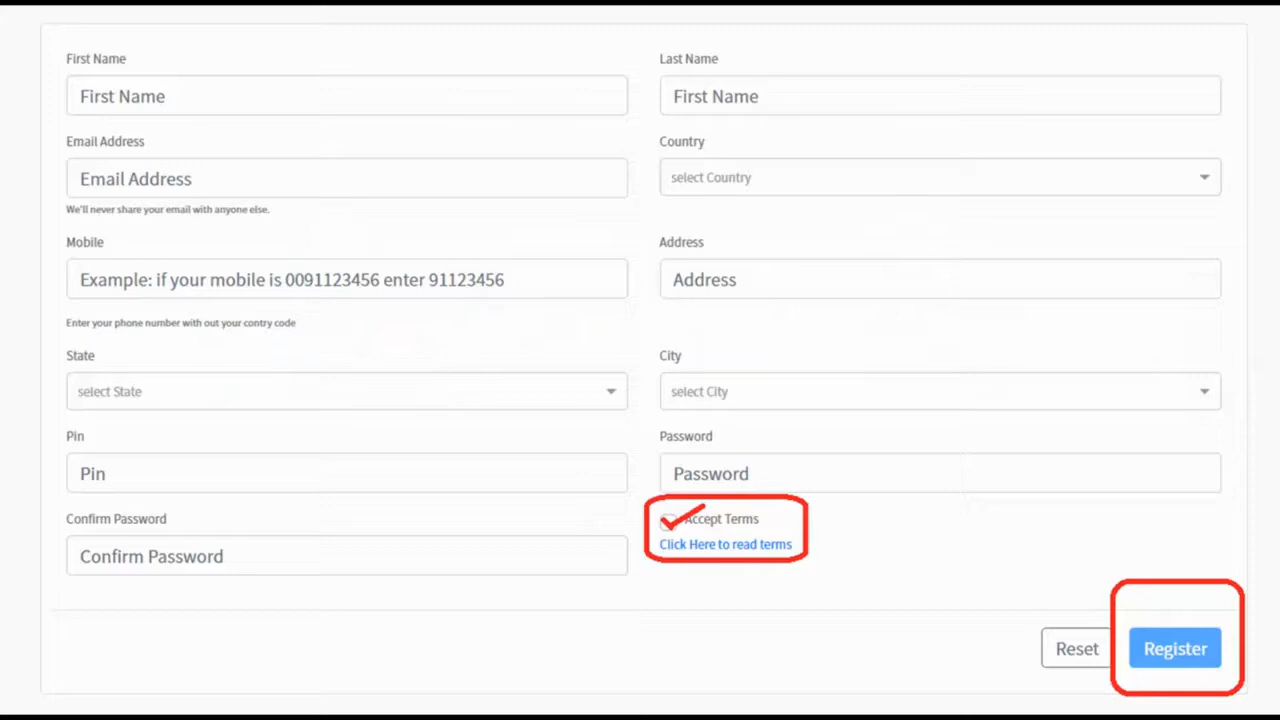 First Name
Last Name
First Name
First Name
Email Address
Country
Email Address
select Country
We'll never share your email with anyone else.
Mobile
Address
Example: if your mobile is 0091123456 enter 91123456
Address
Enter your phone number with out your contry code
State
City
select State
select City
Pin
Password
Pin
Password
Confirm Password
Accept Terms
Click Here to read terms
Confirm Password
Reset
Register